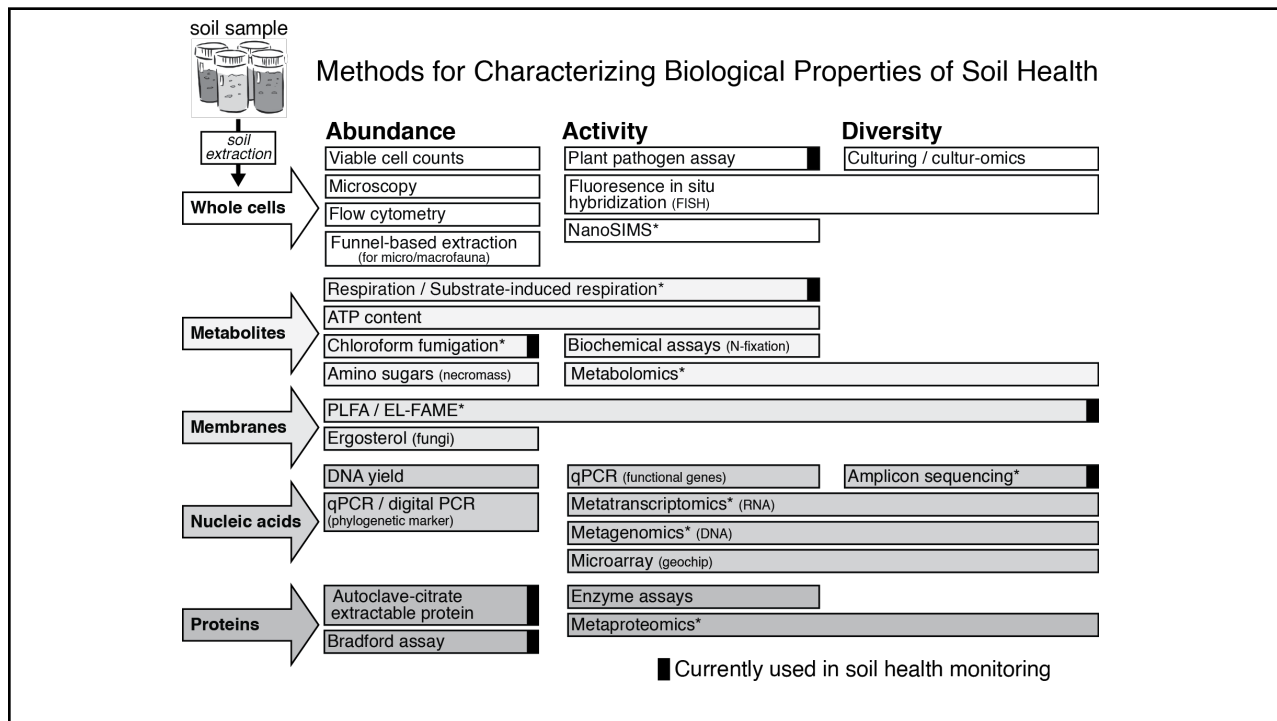 soil sample
Methods for Characterizing Biological Properties of Soil Health
soil
extraction
Abundance
Activity
Diversity
Whole cells
Viable cell counts
Plant pathogen assay
Culturing / cultur-omics
Microscopy
Fluoresence in situ
hybridization (FISH)
Flow cytometry
NanoSIMS*
Funnel-based extraction
(for micro/macrofauna)
Metabolites
Respiration / Substrate-induced respiration*
ATP content
Chloroform fumigation*
Biochemical assays (N-fixation)
Amino sugars (necromass)
Metabolomics*
Membranes
PLFA / EL-FAME*
Ergosterol (fungi)
Nucleic acids
DNA yield
qPCR (functional genes)
Amplicon sequencing*
qPCR / digital PCR
(phylogenetic marker)
Metatranscriptomics* (RNA)
Metagenomics* (DNA)
Microarray (geochip)
Proteins
Autoclave-citrate
extractable protein
Enzyme assays
Bradford assay
Metaproteomics*
Currently used in soil health monitoring